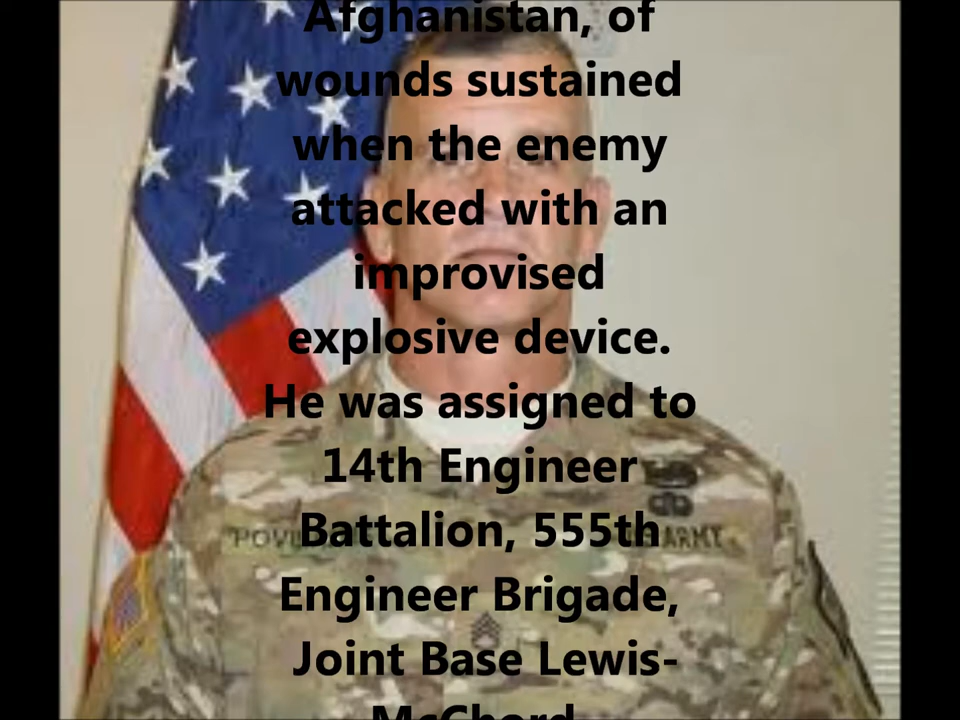 Afghanistan, of
wounds sustained
when the enemy
attacked with an
improvised
explosive device.
He was assigned to
14th Engineer
Battalion, 555th
Engineer Brigade,
Joint Base Lewis-
McChord
ARMY